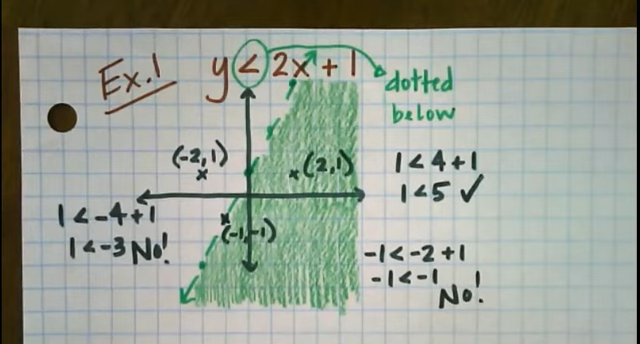 Ex.1 y < 2x + 1
dotted
below
(-2,1)
(2,1)
1 < 4 + 1
1 < 5 ✓
1 < -4 + 1
1 < -3 No!
(-1,-1)
-1 < -2 + 1
-1 < -1
No!